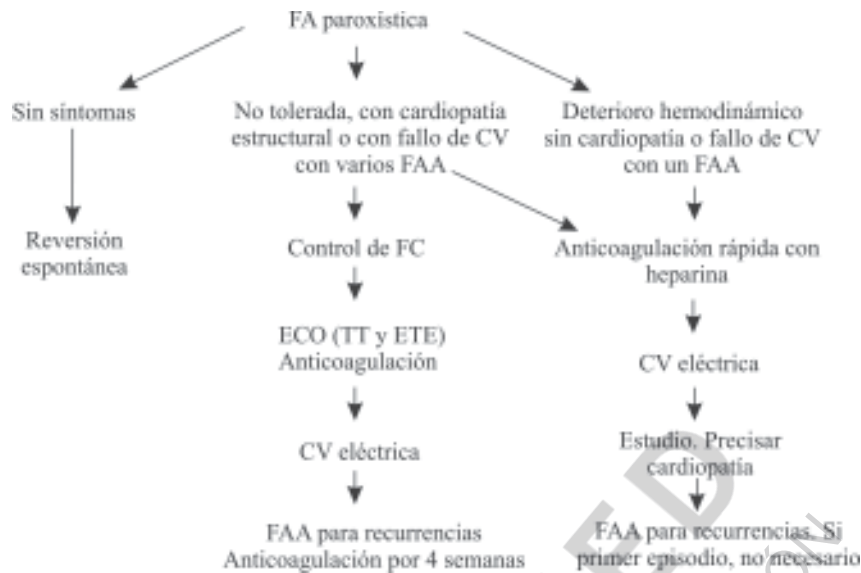 FA paroxística
Sin síntomas
No tolerada, con cardiopatía
estructural o con fallo de CV
con varios FAA
Deterioro hemodinámico
sin cardiopatía o fallo de CV
con un FAA
Reversión
espontánea
Control de FC
Anticoagulación rápida con
heparina
ECO (TT y ETE)
Anticoagulación
CV eléctrica
CV eléctrica
Estudio. Precisar
cardiopatía
FAA para recurrencias
Anticoagulación por 4 semanas
FAA para recurrencias. Si
primer episodio, no necesario